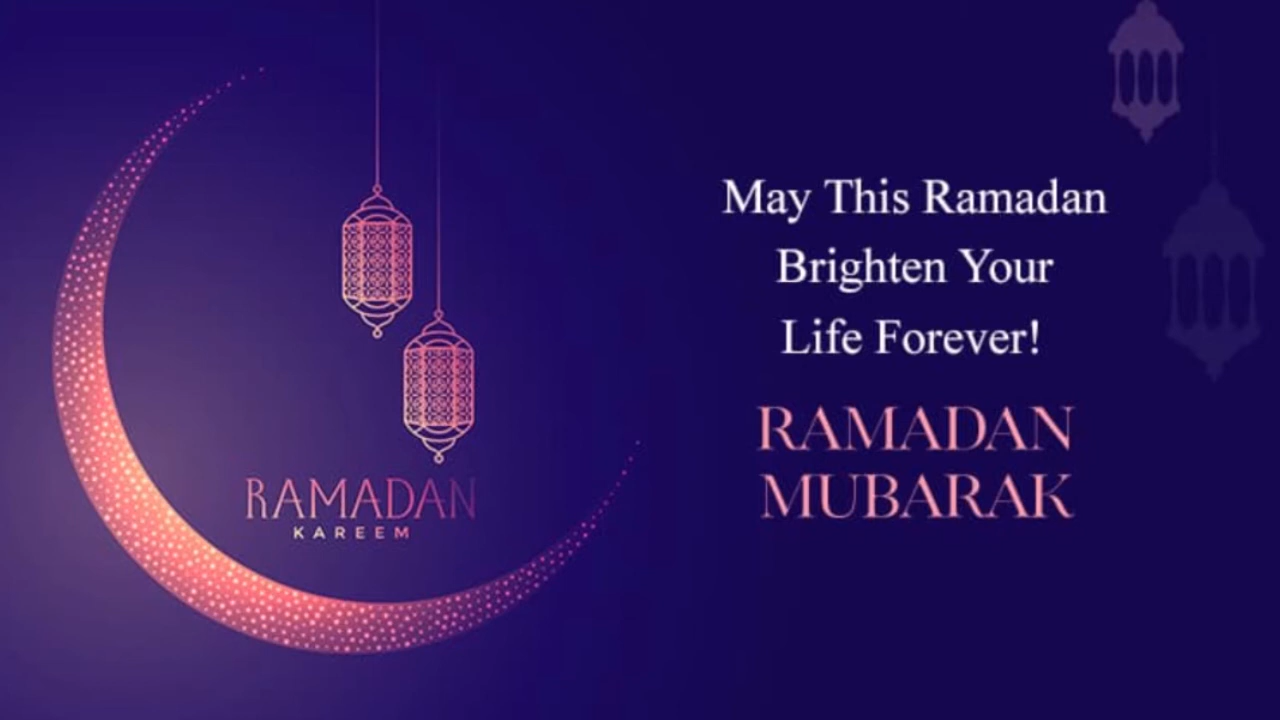 RAMADAN
KAREEM
May This Ramadan
Brighten Your
Life Forever!
RAMADAN
MUBARAK